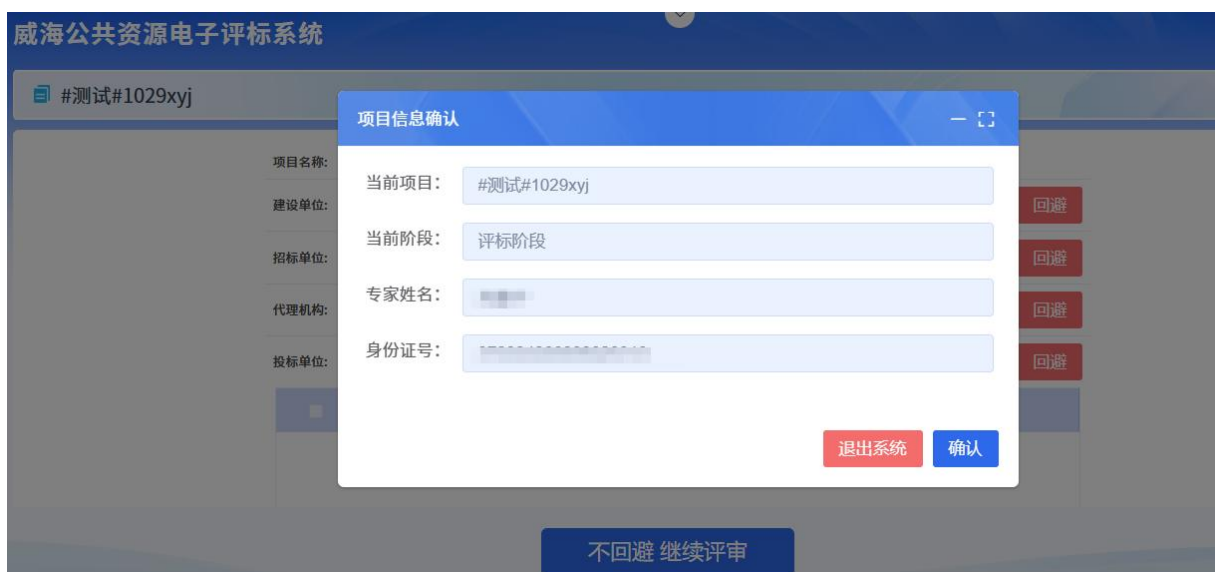 威海公共资源电子评标系统
#测试#1029xyj
项目信息确认
项目名称:
当前项目： #测试#1029xyj
建设单位: 回避
当前阶段： 评标阶段
招标单位: 回避
专家姓名：
代理机构: 回避
身份证号：
投标单位: 回避
退出系统 确认
不回避 继续评审